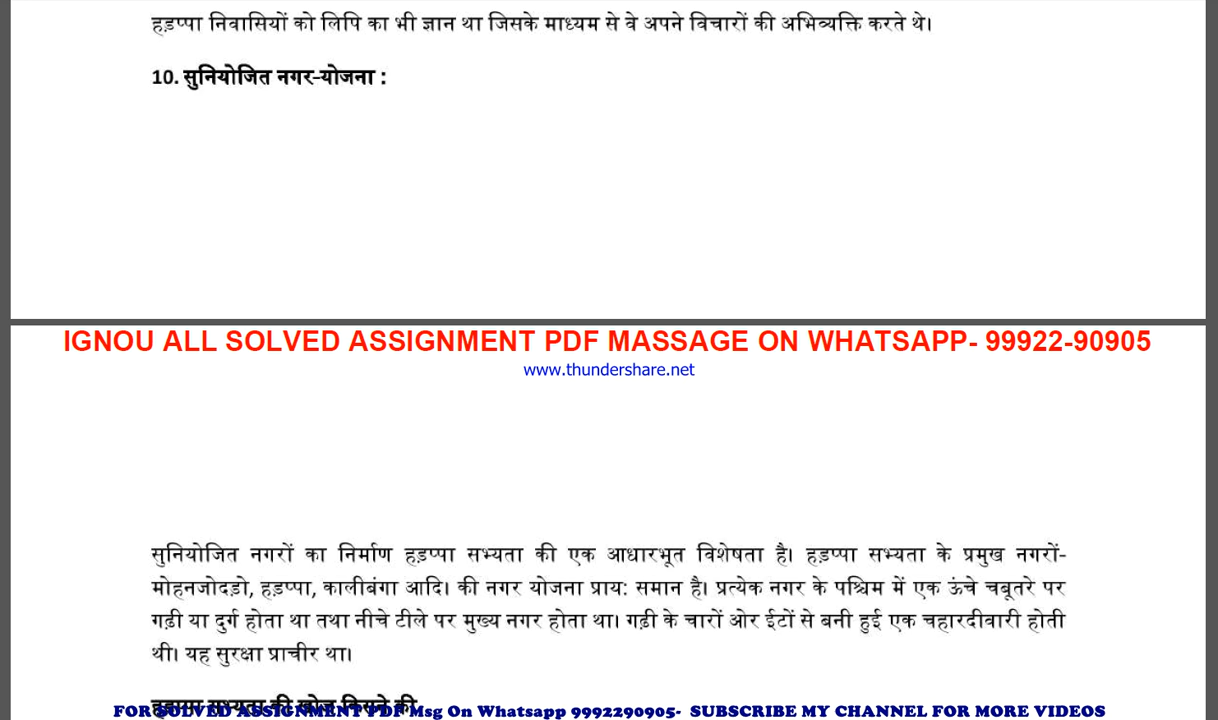 हड़प्पा निवासियों को लिपि का भी ज्ञान था जिसके माध्यम से वे अपने विचारों की अभिव्यक्ति करते थे।
10. सुनियोजित नगर-योजना :
IGNOU ALL SOLVED ASSIGNMENT PDF MASSAGE ON WHATSAPP- 99922-90905
www.thundershare.net
सुनियोजित नगरों का निर्माण हड़प्पा सभ्यता की एक आधारभूत विशेषता है। हड़प्पा सभ्यता के प्रमुख नगरों-
मोहनजोदड़ो, हड़प्पा, कालीबंगा आदि। की नगर योजना प्राय: समान है। प्रत्येक नगर के पश्चिम में एक ऊंचे चबूतरे पर
गढ़ी या दुर्ग होता था तथा नीचे टीले पर मुख्य नगर होता था। गढ़ी के चारों ओर ईटों से बनी हुई एक चहारदीवारी होती
थी। यह सुरक्षा प्राचीर था।
सभ्यता की खोज किसने की
FOR SOLVED ASSIGNMENT PDF Msg On Whatsapp 9992290905- SUBSCRIBE MY CHANNEL FOR MORE VIDEOS